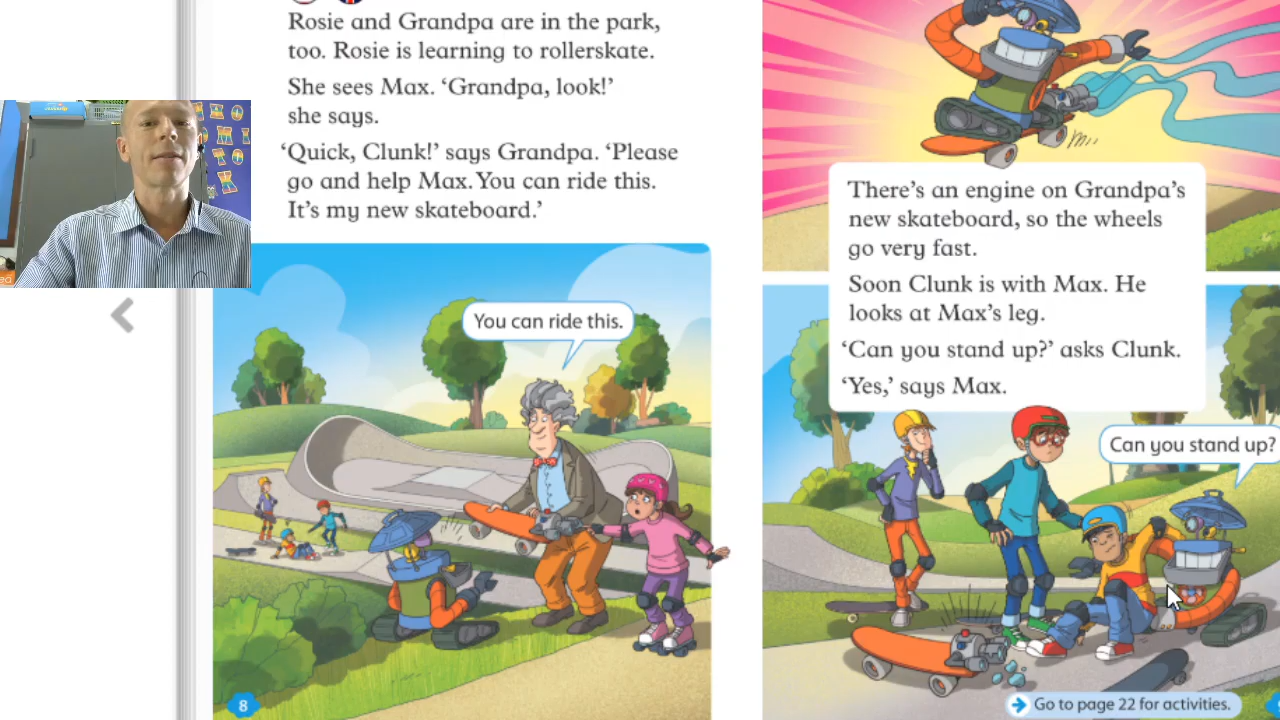 Rosie and Grandpa are in the park,
too. Rosie is learning to rollerskate.
She sees Max. ‘Grandpa, look!’
she says.
‘Quick, Clunk!’ says Grandpa. ‘Please
go and help Max. You can ride this.
It’s my new skateboard.’
You can ride this.
8
There’s an engine on Grandpa’s
new skateboard, so the wheels
go very fast.
Soon Clunk is with Max. He
looks at Max’s leg.
‘Can you stand up?’ asks Clunk.
‘Yes,’ says Max.
Can you stand up?
Go to page 22 for activities.